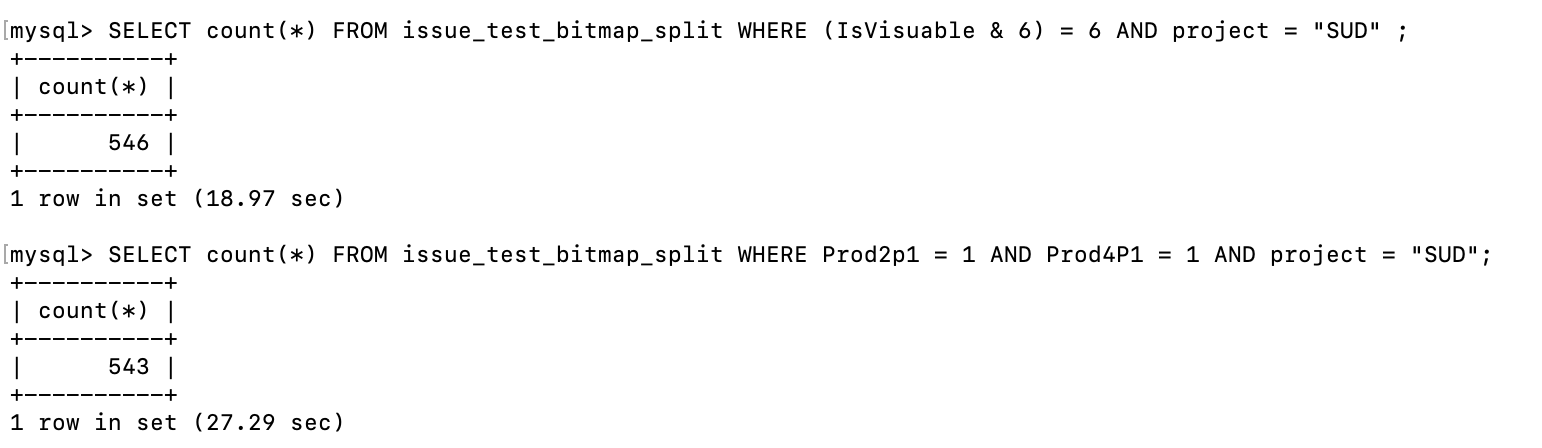 [mysql> SELECT count(*) FROM issue_test_bitmap_split WHERE (IsVisuable & 6) = 6 AND project = "SUD" ;
+----------+
| count(*) |
+----------+
|      546 |
+----------+
1 row in set (18.97 sec)
[mysql> SELECT count(*) FROM issue_test_bitmap_split WHERE Prod2p1 = 1 AND Prod4P1 = 1 AND project = "SUD";
+----------+
| count(*) |
+----------+
|      543 |
+----------+
1 row in set (27.29 sec)